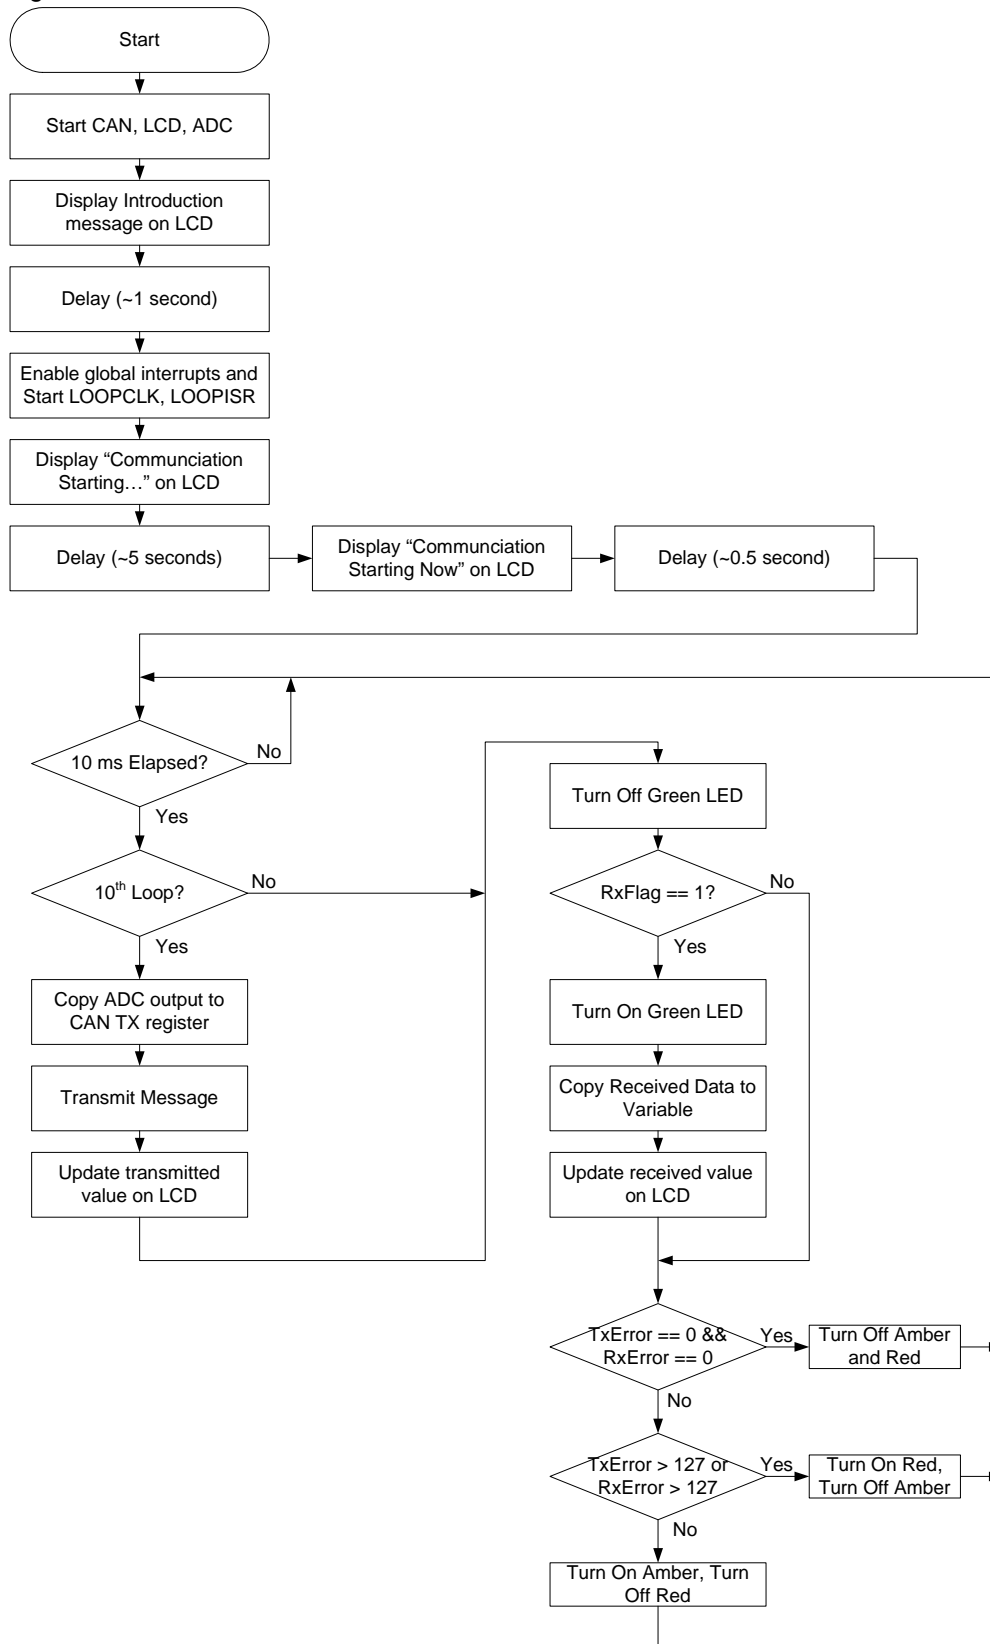 Start
Start CAN, LCD, ADC
Display Introduction
message on LCD
Delay (~1 second)
Enable global interrupts and
Start LOOPCLK, LOOPISR
Display “Communciation
Starting…” on LCD
Delay (~5 seconds)
Display “Communciation
Starting Now” on LCD
Delay (~0.5 second)
10 ms Elapsed?
No
Yes
10th Loop?
No
Yes
Copy ADC output to
CAN TX register
Transmit Message
Update transmitted
value on LCD
Turn Off Green LED
RxFlag == 1?
No
Yes
Turn On Green LED
Copy Received Data to
Variable
Update received value
on LCD
TxError == 0 &&
RxError == 0
Yes
Turn Off Amber
and Red
No
TxError > 127 or
RxError > 127
Yes
Turn On Red,
Turn Off Amber
No
Turn On Amber, Turn
Off Red